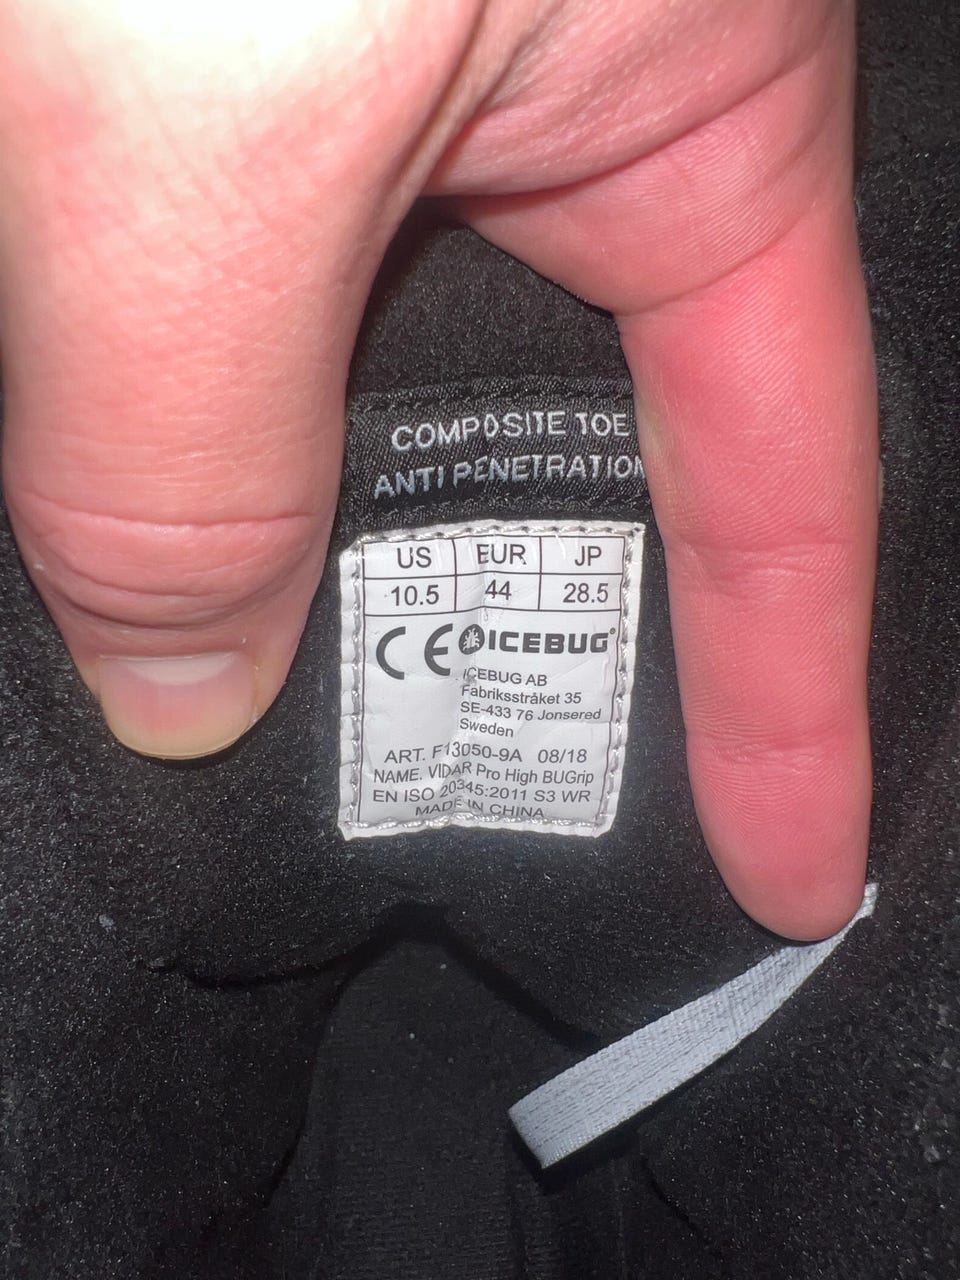 COMPOSITE TOE
ANTI PENETRATION
US EUR JP
10.5 44 28.5
CE ICEBUG®
ICEBUG AB
Fabriksstråket 35
SE-433 76 Jonsered
Sweden
ART. F13050-9A 08/18
NAME. VIDAR Pro High BUGrip
EN ISO 20345:2011 S3 WR
MADE IN CHINA